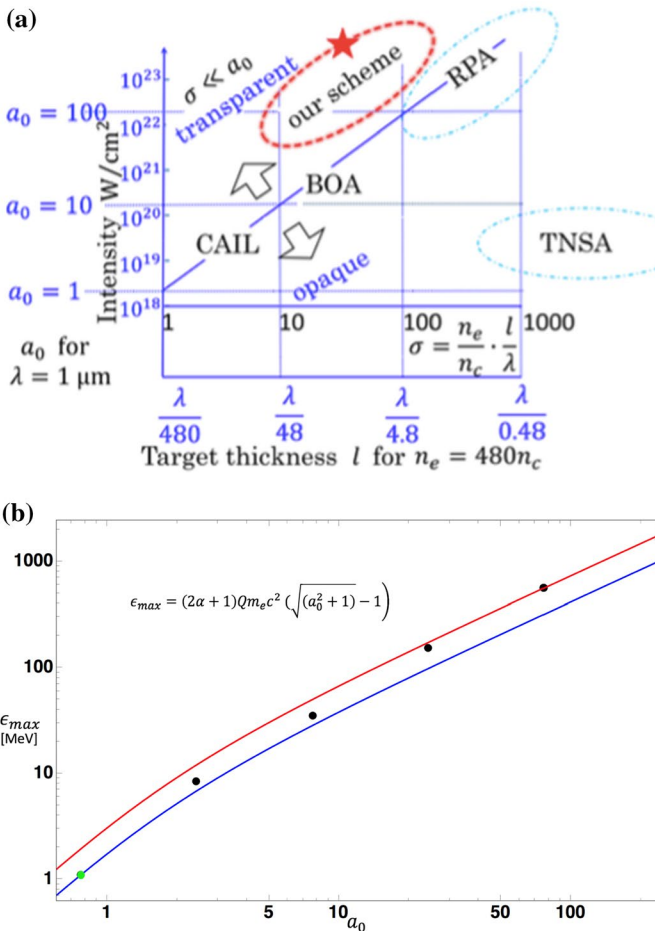 (a)
10²³
σ ≪ a₀
transparent
our scheme
RPA
a₀ = 100
10²²
Intensity W/cm²
10²¹
BOA
a₀ = 10
10²⁰
CAIL
TNSA
10¹⁹
opaque
a₀ = 1
10¹⁸
1 10 100 1000
a₀ for
λ = 1 μm
σ = nₑ/n꜀ · l/λ
λ/480 λ/48 λ/4.8 λ/0.48
Target thickness l for nₑ = 480n꜀
(b)
1000
ϵₘₐₓ = (2α + 1)Qmₑc² (√(a₀² + 1) − 1)
100
ϵₘₐₓ
[MeV]
10
1
1 5 10 50 100
a₀